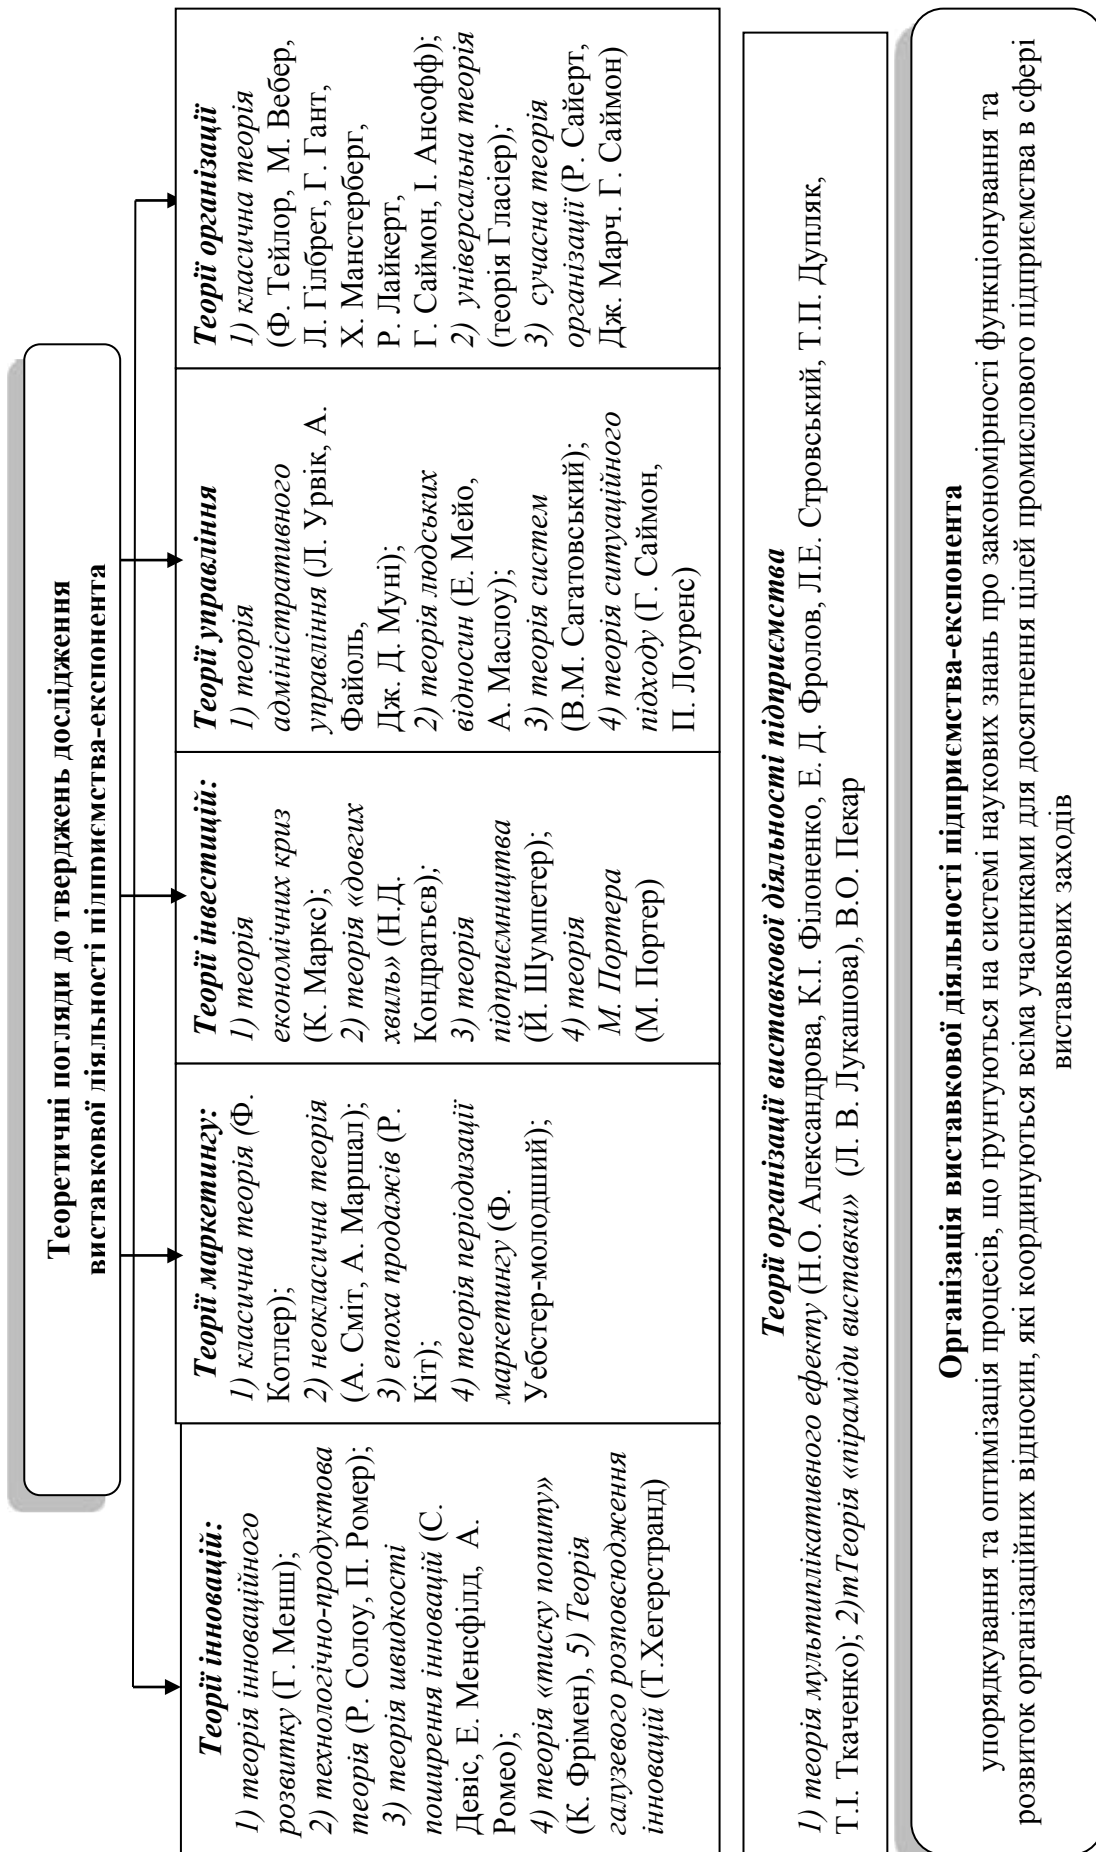 Теоретичні погляди до тверджень дослідження
виставкової діяльності підприємства-експонента
Теорії інновацій:
1) теорія інноваційного
розвитку (Г. Менш);
2) технологічно-продуктова
теорія (Р. Солоу, П. Ромер);
3) теорія швидкості
поширення інновацій (С.
Девіс, Е. Менсфілд, А.
Ромео);
4) теорія «тиску попиту»
(К. Фрімен), 5) Теорія
галузевого розповсюдження
інновацій (Т.Хегерстранд)
Теорії маркетингу:
1) класична теорія (Ф.
Котлер);
2) неокласична теорія
(А. Сміт, А. Маршал);
3) епоха продажів (Р.
Кіт);
4) теорія періодизації
маркетингу (Ф.
Уебстер-молодший);
Теорії інвестицій:
1) теорія
економічних криз
(К. Маркс);
2) теорія «довгих
хвиль» (Н.Д.
Кондратьєв);
3) теорія
підприємництва
(Й. Шумпетер);
4) теорія
М. Портера
(М. Портер)
Теорії управління
1) теорія
адміністративного
управління (Л. Урвік, А.
Файоль,
Дж. Д. Муні);
2) теорія людських
відносин (Е. Мейо,
А. Маслоу);
3) теорія систем
(В.М. Сагатовський);
4) теорія ситуаційного
підходу (Г. Саймон,
П. Лоуренс)
Теорії організації
1) класична теорія
(Ф. Тейлор, М. Вебер,
Л. Гілбрет, Г. Гант,
Х. Манстерберг,
Р. Лайкерт,
Г. Саймон, І. Ансофф);
2) універсальна теорія
(теорія Гласієр);
3) сучасна теорія
організації (Р. Сайерт,
Дж. Марч. Г. Саймон)
Теорії організації виставкової діяльності підприємства
1) теорія мультиплікативного ефекту (Н.О. Александрова, К.І. Філоненко, Е. Д. Фролов, Л.Е. Стровський, Т.П. Дупляк,
Т.І. Ткаченко); 2)тТеорія «піраміди виставки» (Л. В. Лукашова), В.О. Пекар
Організація виставкової діяльності підприємства-експонента
упорядкування та оптимізація процесів, що ґрунтуються на системі наукових знань про закономірності функціонування та
розвиток організаційних відносин, які координуються всіма учасниками для досягнення цілей промислового підприємства в сфері
виставкових заходів